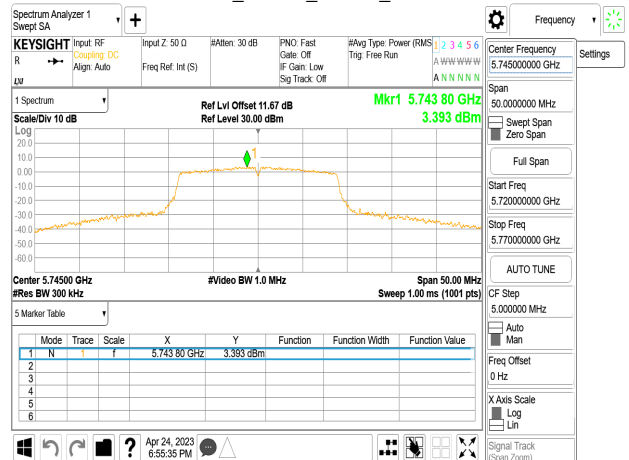 Spectrum Analyzer 1
Swept SA
Frequency
KEYSIGHT
R
LXI
Input: RF
Coupling: DC
Align: Auto
Input Z: 50 Ω
Freq Ref: Int (S)
#Atten: 30 dB
PNO: Fast
Gate: Off
IF Gain: Low
Sig Track: Off
#Avg Type: Power (RMS
Trig: Free Run
1 2 3 4 5 6
A W W W W W
A N N N N N
Center Frequency
5.745000000 GHz
Settings
Span
50.0000000 MHz
Swept Span
Zero Span
Full Span
Start Freq
5.720000000 GHz
Stop Freq
5.770000000 GHz
AUTO TUNE
CF Step
5.000000 MHz
Auto
Man
Freq Offset
0 Hz
X Axis Scale
Log
Lin
Signal Track
(Span Zoom)
1 Spectrum
Scale/Div 10 dB
Ref Lvl Offset 11.67 dB
Ref Level 30.00 dBm
Mkr1 5.743 80 GHz
3.393 dBm
Log
20.0
10.0
0.00
-10.0
-20.0
-30.0
-40.0
-50.0
-60.0
1
Center 5.74500 GHz
#Res BW 300 kHz
#Video BW 1.0 MHz
Span 50.00 MHz
Sweep 1.00 ms (1001 pts)
5 Marker Table
Mode Trace Scale X Y Function Function Width Function Value
1 N 1 f 5.743 80 GHz 3.393 dBm
2
3
4
5
6
?
Apr 24, 2023
6:55:35 PM